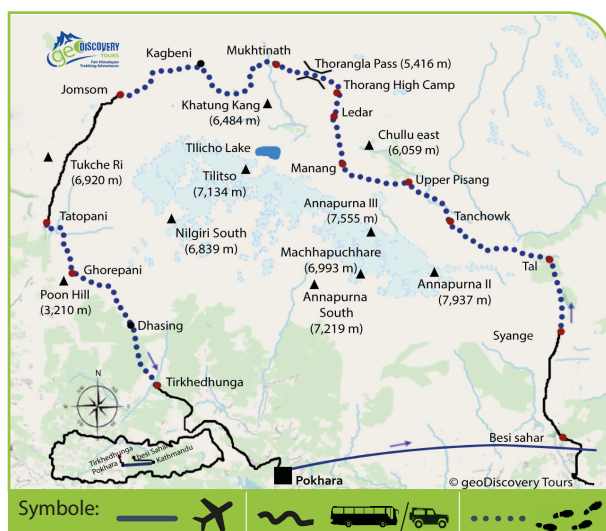 geo DISCOVERY
TOURS
Fair Himalayan
Trekking Adventures
Mukhtinath
Kagbeni
Thorangla Pass (5,416 m)
Jomsom
Thorang High Camp
Khatung Kang
(6,484 m)
Ledar
Chullu east
(6,059 m)
TIlicho Lake
Tukche Ri
(6,920 m)
Tilitso
(7,134 m)
Manang
Upper Pisang
Annapurna III
(7,555 m)
Tanchowk
Tatopani
Nilgiri South
(6,839 m)
Machhapuchhare
(6,993 m)
Tal
Ghorepani
Poon Hill
(3,210 m)
Annapurna
South
(7,219 m)
Annapurna II
(7,937 m)
Dhasing
Syange
N
Tirkhedhunga
Besi sahar
Tirkhedhunga
besi Sahar
Pokhara
Kathmandu
Pokhara
© geoDiscovery Tours
Symbole: